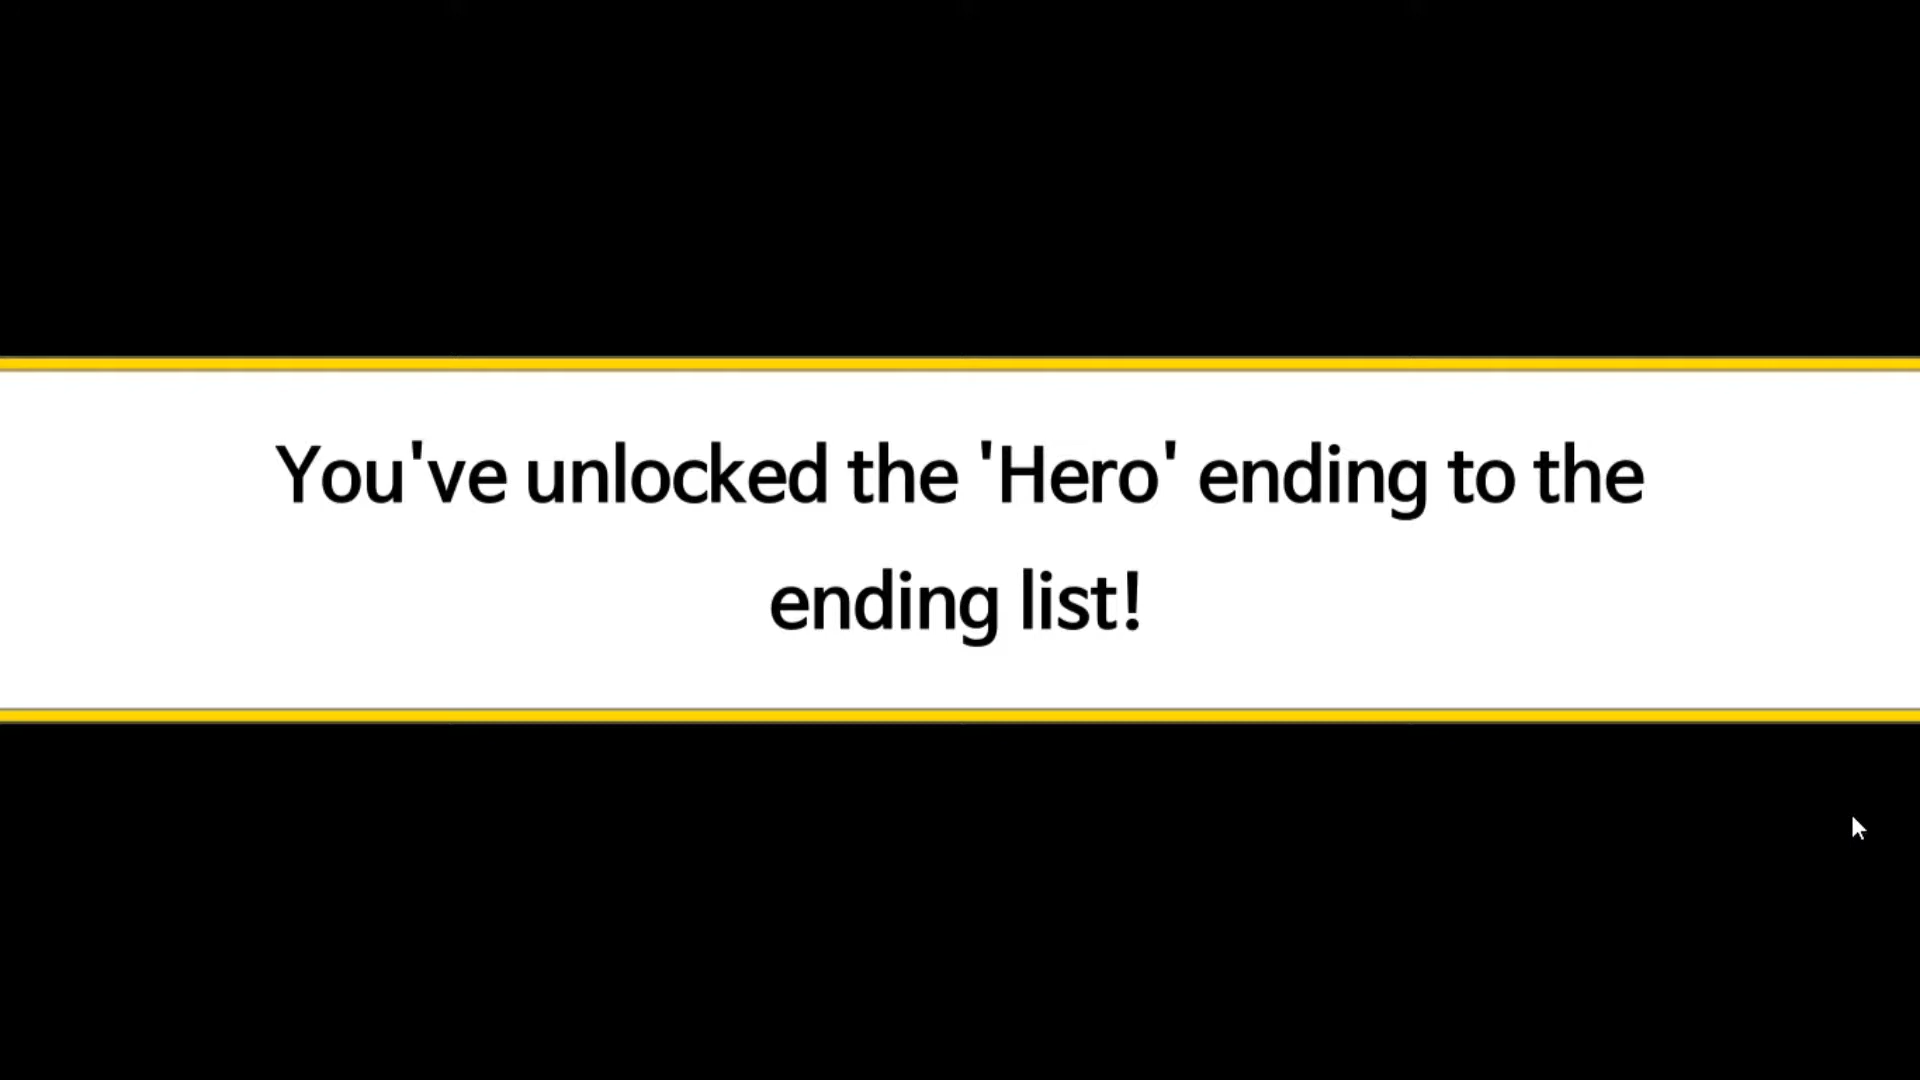 You've unlocked the 'Hero' ending to the
ending list!